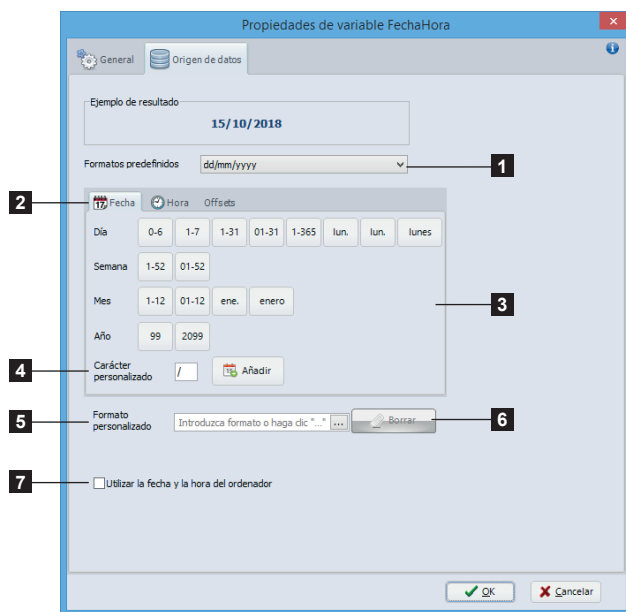 Propiedades de variable FechaHora
General
Origen de datos
Ejemplo de resultado
15/10/2018
Formatos predefinidos dd/mm/yyyy 1
2 Fecha Hora Offsets
Día 0-6 1-7 1-31 01-31 1-365 lun. lun. lunes
Semana 1-52 01-52
Mes 1-12 01-12 ene. enero 3
Año 99 2099
4 Carácter
personalizado / Añadir
5 Formato
personalizado Introduzca formato o haga clic "..." ... Borrar 6
7 Utilizar la fecha y la hora del ordenador
OK Cancelar